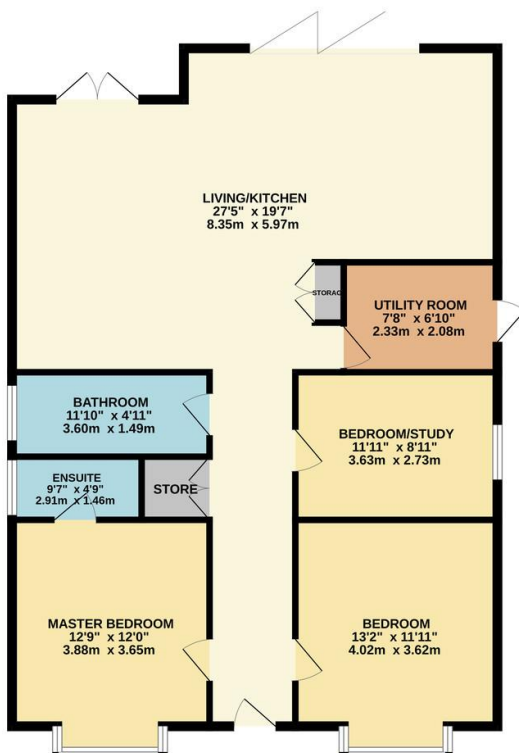 LIVING/KITCHEN
27'5" x 19'7"
8.35m x 5.97m
STORAG
UTILITY ROOM
7'8" x 6'10"
2.33m x 2.08m
BATHROOM
11'10" x 4'11"
3.60m x 1.49m
BEDROOM/STUDY
11'11" x 8'11"
3.63m x 2.73m
ENSUITE
9'7" x 4'9"
2.91m x 1.46m
STORE
MASTER BEDROOM
12'9" x 12'0"
3.88m x 3.65m
BEDROOM
13'2" x 11'11"
4.02m x 3.62m